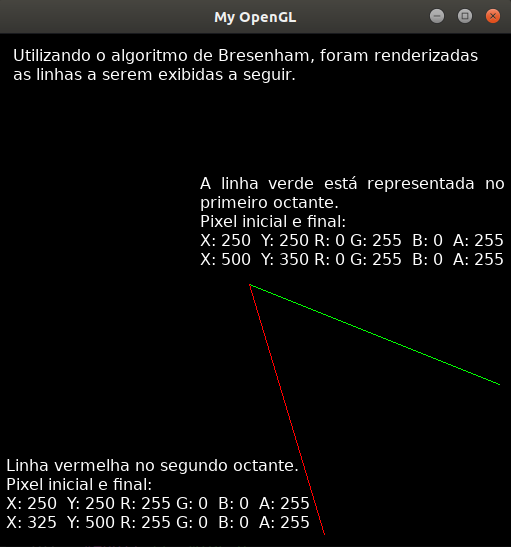 My OpenGL
Utilizando o algoritmo de Bresenham, foram renderizadas
as linhas a serem exibidas a seguir.
A linha verde está representada no
primeiro octante.
Pixel inicial e final:
X: 250 Y: 250 R: 0 G: 255 B: 0 A: 255
X: 500 Y: 350 R: 0 G: 255 B: 0 A: 255
Linha vermelha no segundo octante.
Pixel inicial e final:
X: 250 Y: 250 R: 255 G: 0 B: 0 A: 255
X: 325 Y: 500 R: 255 G: 0 B: 0 A: 255